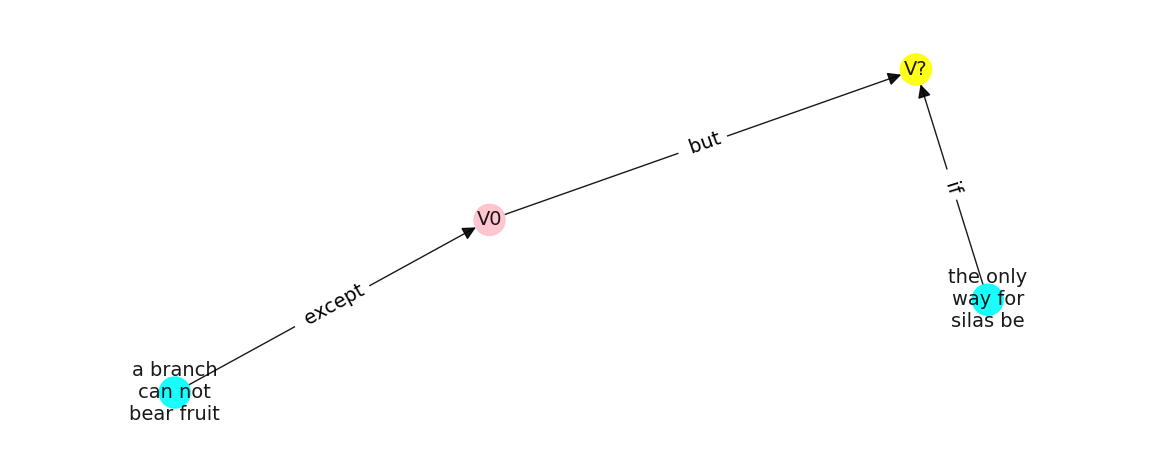 V?
but
if
V0
the only
way for
silas be
except
a branch
can not
bear fruit